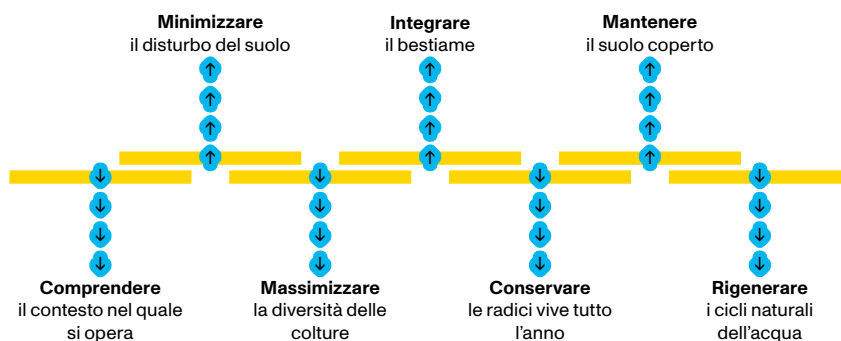 Minimizzare
il disturbo del suolo
Integrare
il bestiame
Mantenere
il suolo coperto
Comprendere
il contesto nel quale
si opera
Massimizzare
la diversità delle
colture
Conservare
le radici vive tutto
l'anno
Rigenerare
i cicli naturali
dell'acqua